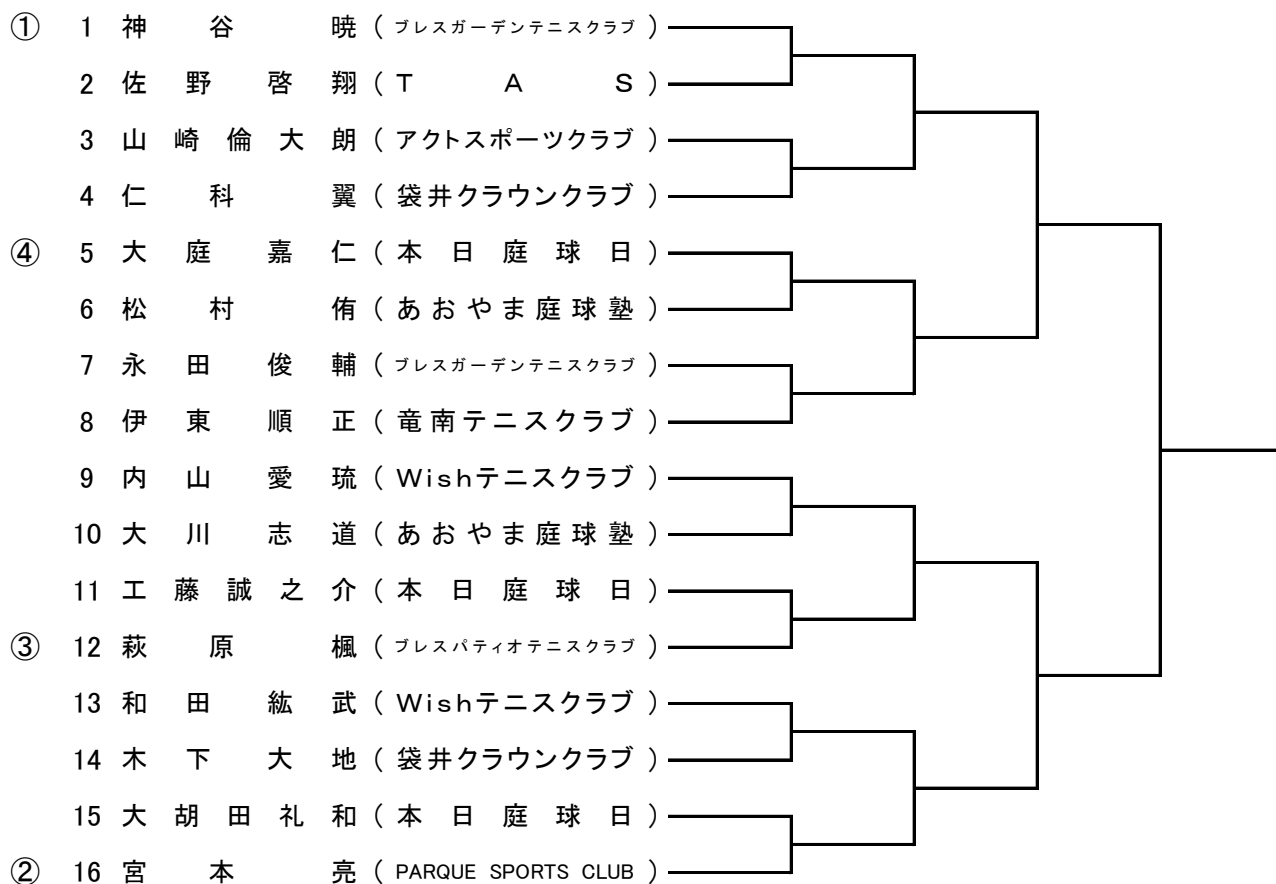 ① 1 神谷暁 ( ブレスガーデンテニスクラブ )
2 佐野啓翔 ( TAS )
3 山崎倫大朗 ( アクトスポーツクラブ )
4 仁科翼 ( 袋井クラウンクラブ )
④ 5 大庭嘉仁 ( 本日庭球日 )
6 松村侑 ( あおやま庭球塾 )
7 永田俊輔 ( ブレスガーデンテニスクラブ )
8 伊東順正 ( 竜南テニスクラブ )
9 内山愛琉 ( Wishテニスクラブ )
10 大川志道 ( あおやま庭球塾 )
11 工藤誠之介 ( 本日庭球日 )
③ 12 萩原楓 ( ブレスパティオテニスクラブ )
13 和田紘武 ( Wishテニスクラブ )
14 木下大地 ( 袋井クラウンクラブ )
15 大胡田礼和 ( 本日庭球日 )
② 16 宮本亮 ( PARQUE SPORTS CLUB )